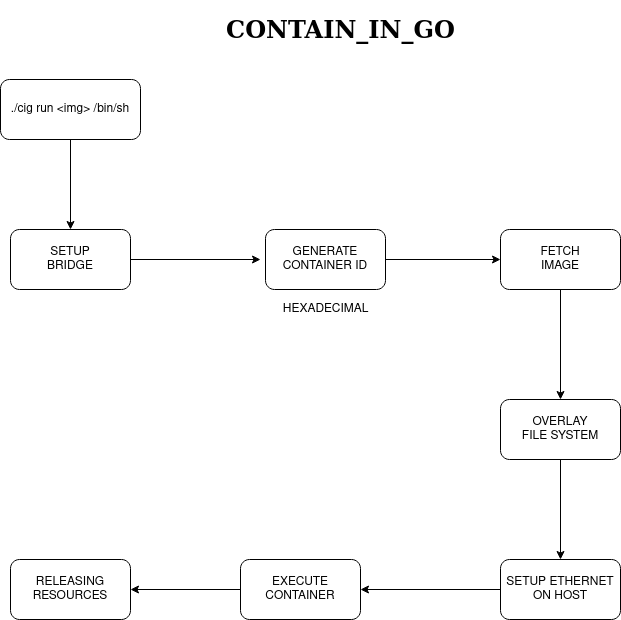 CONTAIN_IN_GO
./cig run <img> /bin/sh
SETUP
BRIDGE
GENERATE
CONTAINER ID
FETCH
IMAGE
HEXADECIMAL
OVERLAY
FILE SYSTEM
SETUP ETHERNET
ON HOST
EXECUTE
CONTAINER
RELEASING
RESOURCES